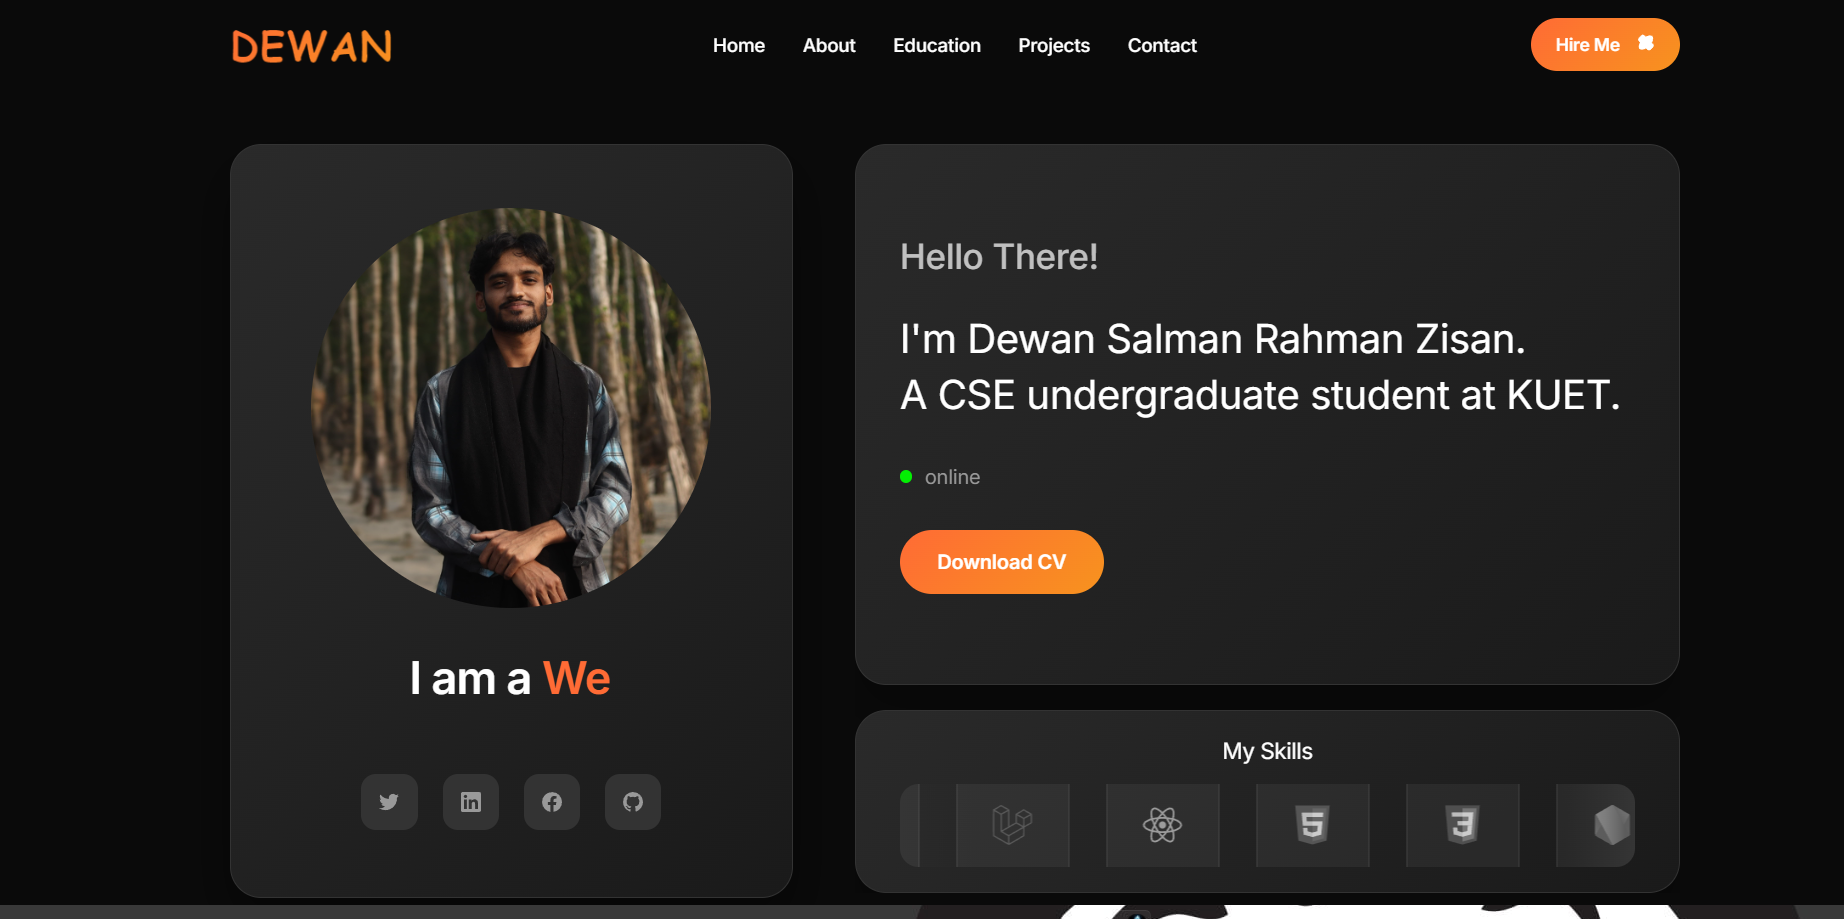 DEWAN
Home
About
Education
Projects
Contact
Hire Me
I am a We
Hello There!
I'm Dewan Salman Rahman Zisan.
A CSE undergraduate student at KUET.
online
Download CV
My Skills